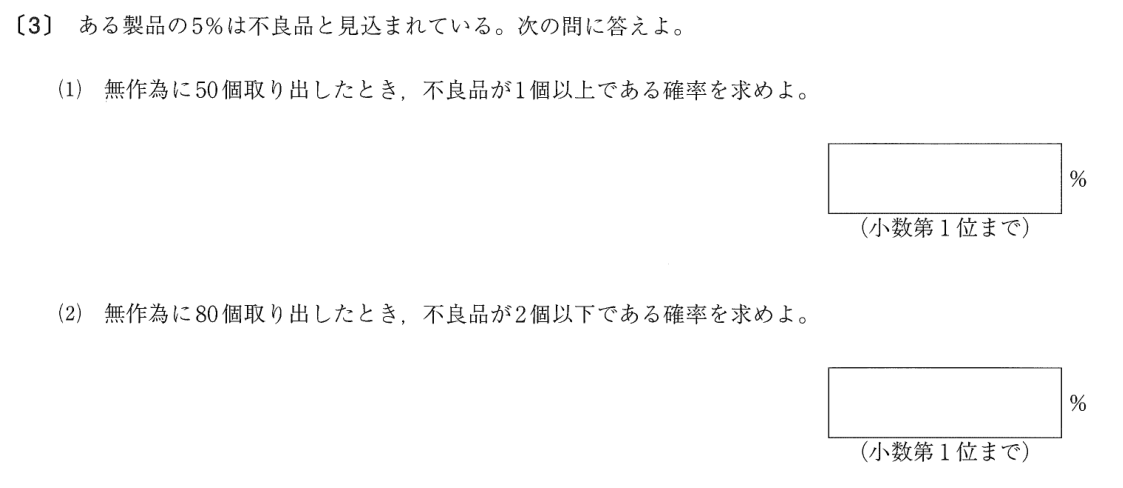 〔3〕 ある製品の5%は不良品と見込まれている。次の問に答えよ。
⑴ 無作為に50個取り出したとき，不良品が1個以上である確率を求めよ。
%
(小数第1位まで)
⑵ 無作為に80個取り出したとき，不良品が2個以下である確率を求めよ。
%
(小数第1位まで)